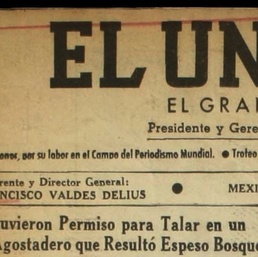 EL UN
EL GRA
Presidente y Gere
ones, por su labor en el Campo del Periodismo Mundial. ● Trofeo
rente y Director General:
NCISCO VALDES DELIUS ● MEXI
uvieron Permiso para Talar en un
Agostadero que Resultó Espeso Bosque